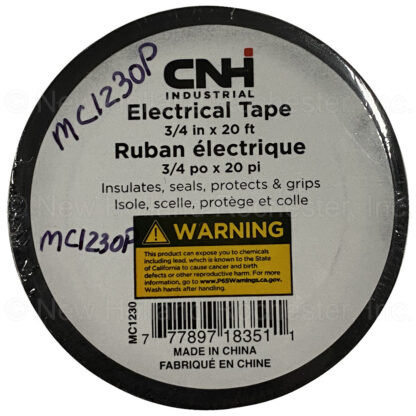 CNH
INDUSTRIAL
Electrical Tape
3/4 in x 20 ft
Ruban électrique
3/4 po x 20 pi
Insulates, seals, protects & grips
Isole, scelle, protège et colle
MC1230P
MC1230P
WARNING
This product can expose you to chemicals
including lead, which is known to the State
of California to cause cancer and birth
defects or other reproductive harm. For more
information, go to www.P65Warnings.ca.gov.
Wash hands after handling.
MC1230
7 77897 18351 1
MADE IN CHINA
FABRIQUÉ EN CHINE